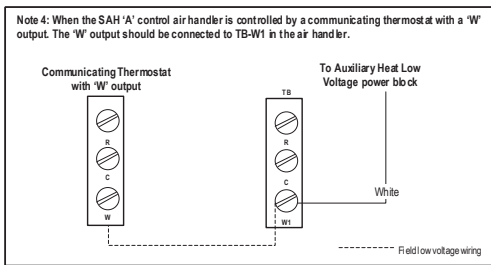 Note 4: When the SAH 'A' control air handler is controlled by a communicating thermostat with a 'W'
output. The 'W' output should be connected to TB-W1 in the air handler.
Communicating Thermostat
with 'W' output
To Auxiliary Heat Low
Voltage power block
TB
R
R
C
C
White
W
W1
Field low voltage wiring